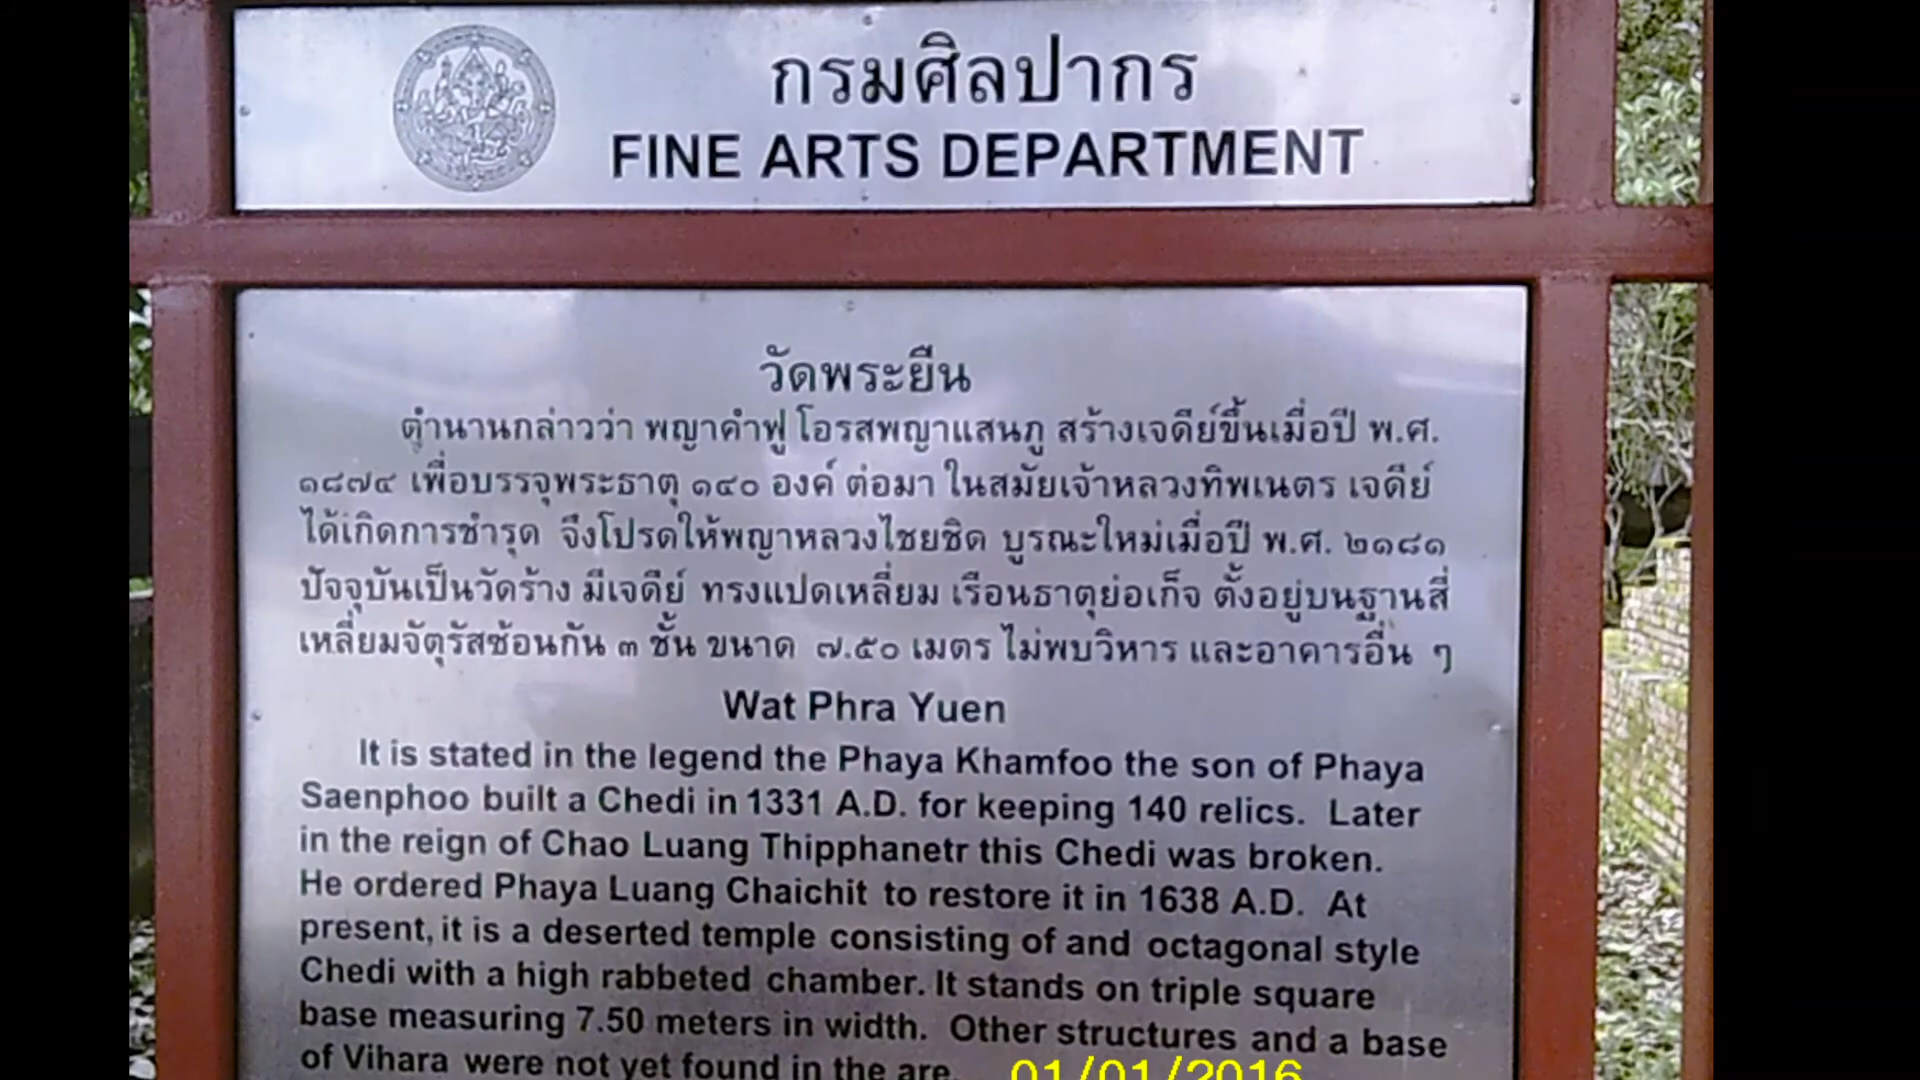 กรมศิลปากร
FINE ARTS DEPARTMENT
วัดพระยืน
ตำนานกล่าวว่า พญาคำฟู โอรสพญาแสนภู สร้างเจดีย์ขึ้นเมื่อปี พ.ศ.
๑๘๗๔ เพื่อบรรจุพระธาตุ ๑๔๐ องค์ ต่อมา ในสมัยเจ้าหลวงทิพเนตร เจดีย์
ได้เกิดการชำรุด จึงโปรดให้พญาหลวงไชยชิด บูรณะใหม่เมื่อปี พ.ศ. ๒๑๘๑
ปัจจุบันเป็นวัดร้าง มีเจดีย์ ทรงแปดเหลี่ยม เรือนธาตุย่อเก็จ ตั้งอยู่บนฐานสี่
เหลี่ยมจัตุรัสซ้อนกัน ๓ ชั้น ขนาด ๗.๕๐ เมตร ไม่พบวิหาร และอาคารอื่น ๆ
Wat Phra Yuen
It is stated in the legend the Phaya Khamfoo the son of Phaya
Saenphoo built a Chedi in 1331 A.D. for keeping 140 relics. Later
in the reign of Chao Luang Thipphanetr this Chedi was broken.
He ordered Phaya Luang Chaichit to restore it in 1638 A.D. At
present, it is a deserted temple consisting of and octagonal style
Chedi with a high rabbeted chamber. It stands on triple square
base measuring 7.50 meters in width. Other structures and a base
of Vihara were not yet found in the are.
01/01/2016